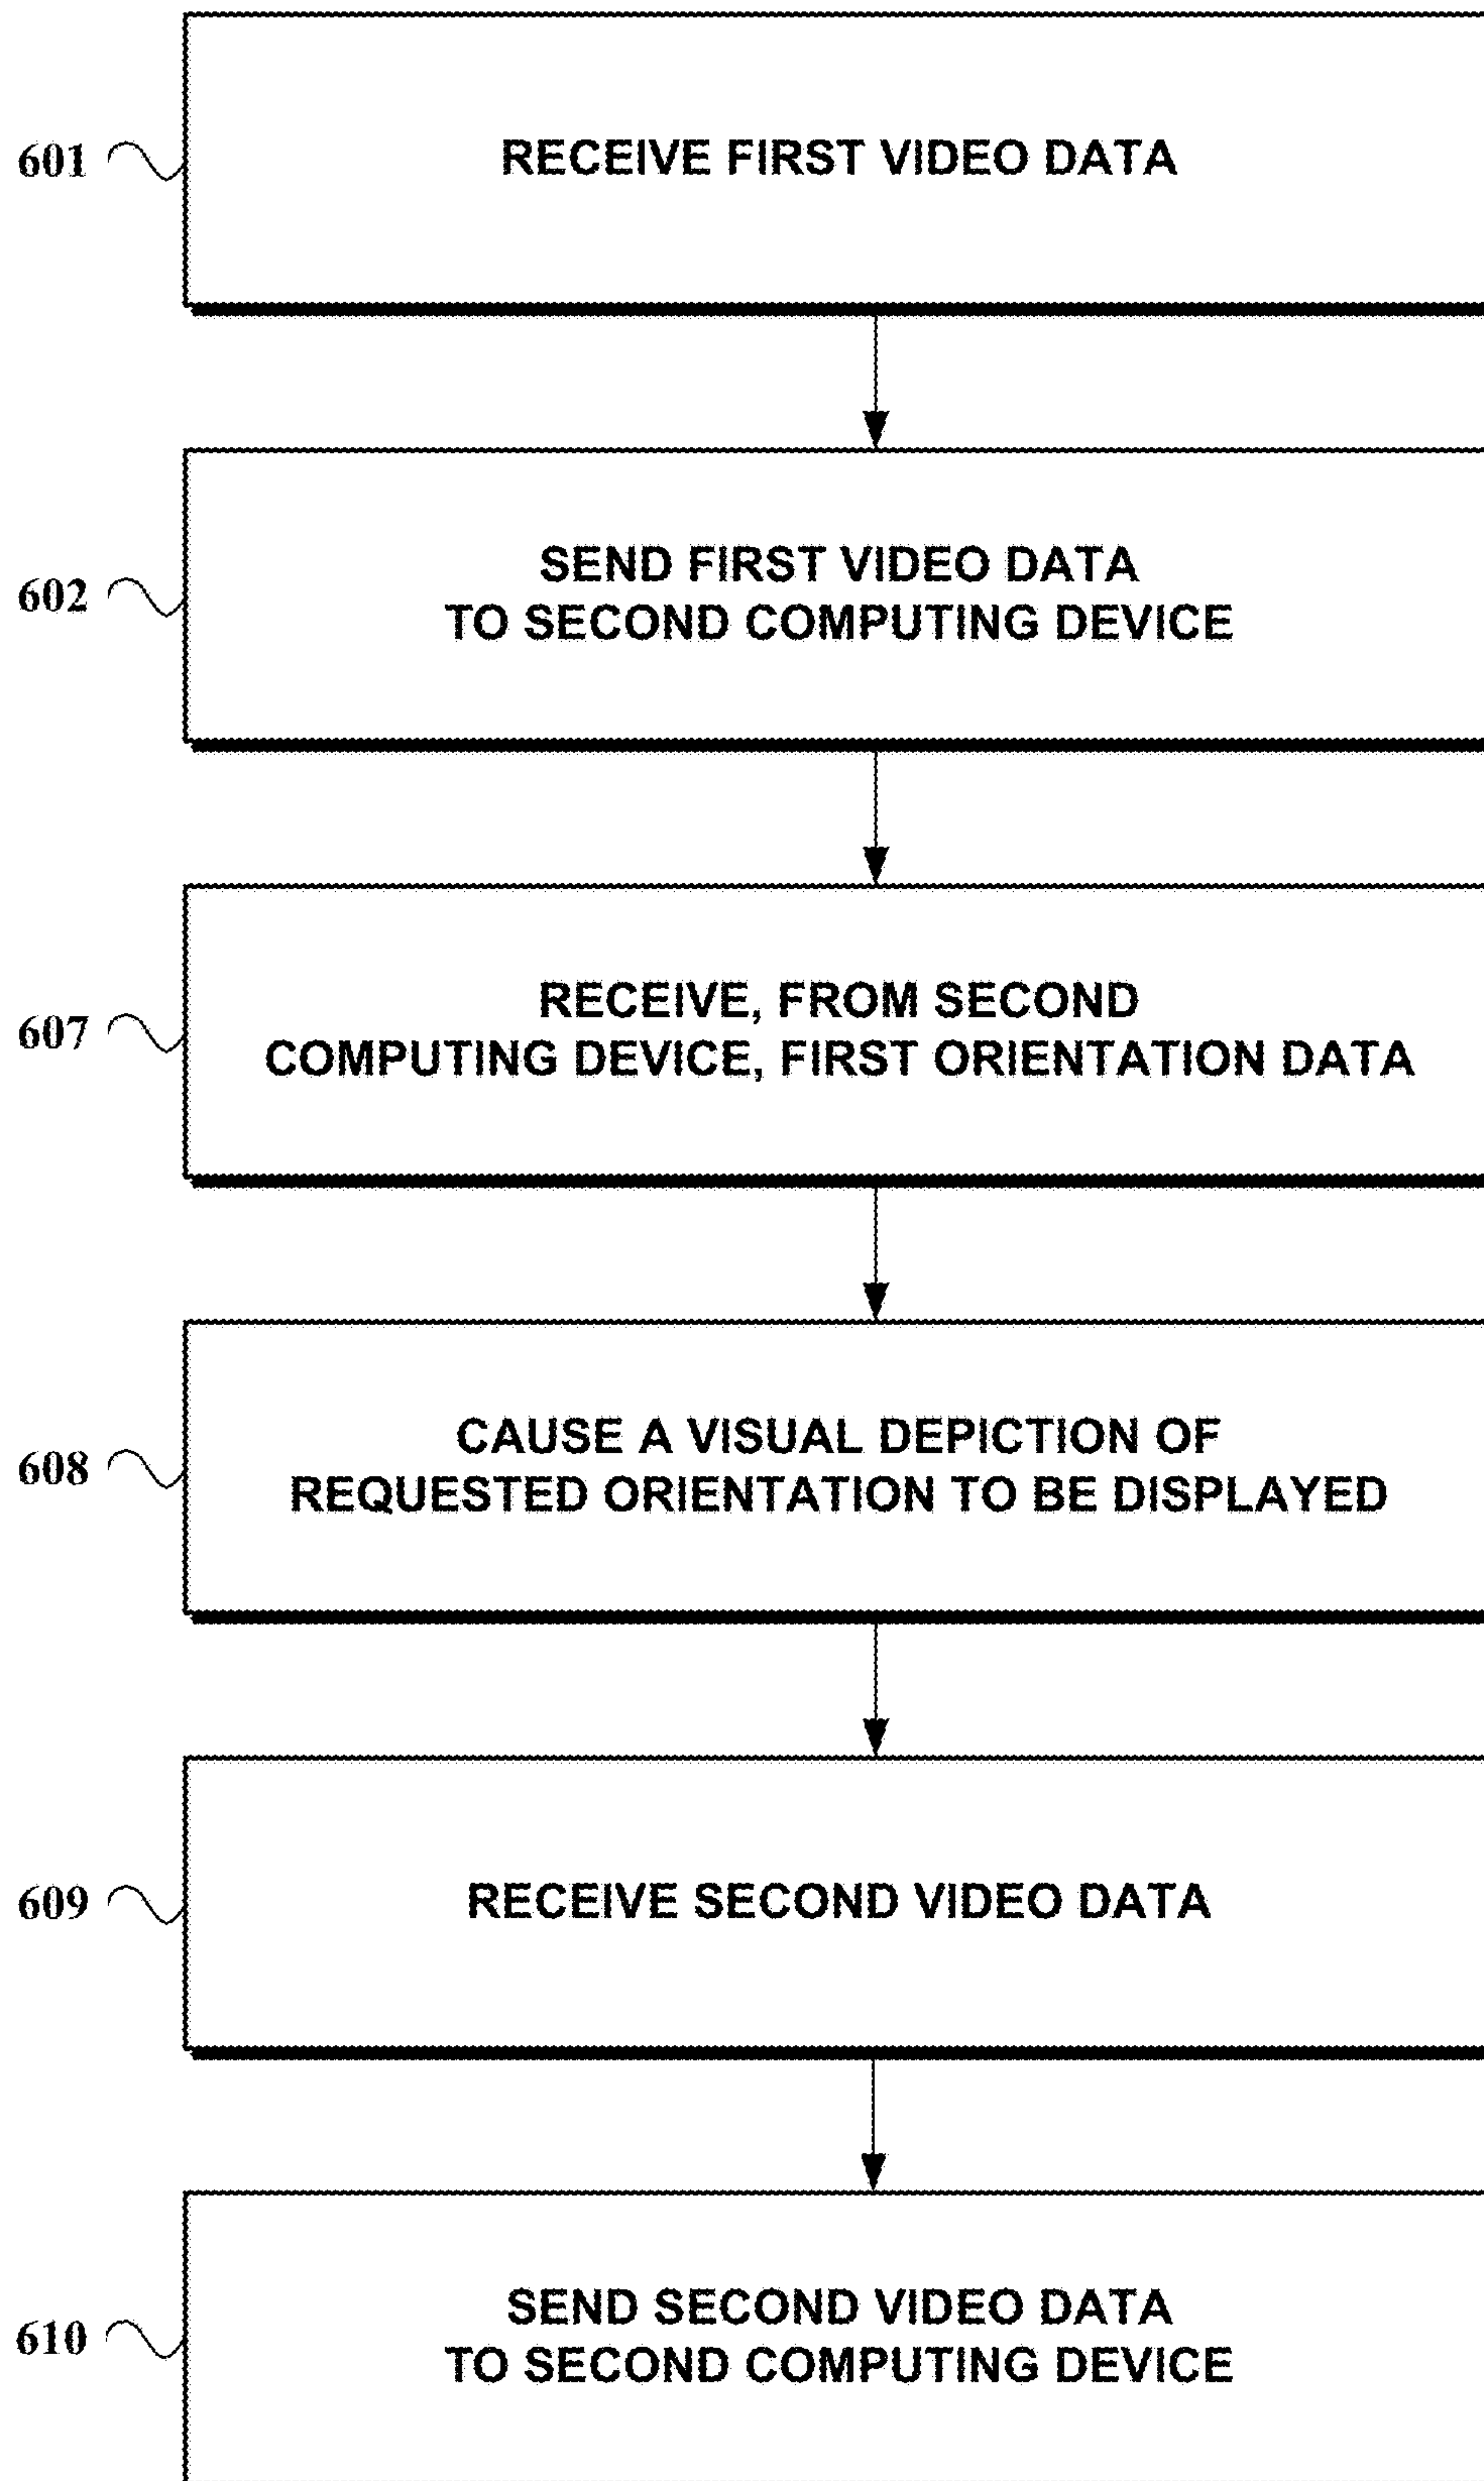 601
RECEIVE FIRST VIDEO DATA
602
SEND FIRST VIDEO DATA
TO SECOND COMPUTING DEVICE
607
RECEIVE, FROM SECOND
COMPUTING DEVICE, FIRST ORIENTATION DATA
608
CAUSE A VISUAL DEPICTION OF
REQUESTED ORIENTATION TO BE DISPLAYED
609
RECEIVE SECOND VIDEO DATA
610
SEND SECOND VIDEO DATA
TO SECOND COMPUTING DEVICE